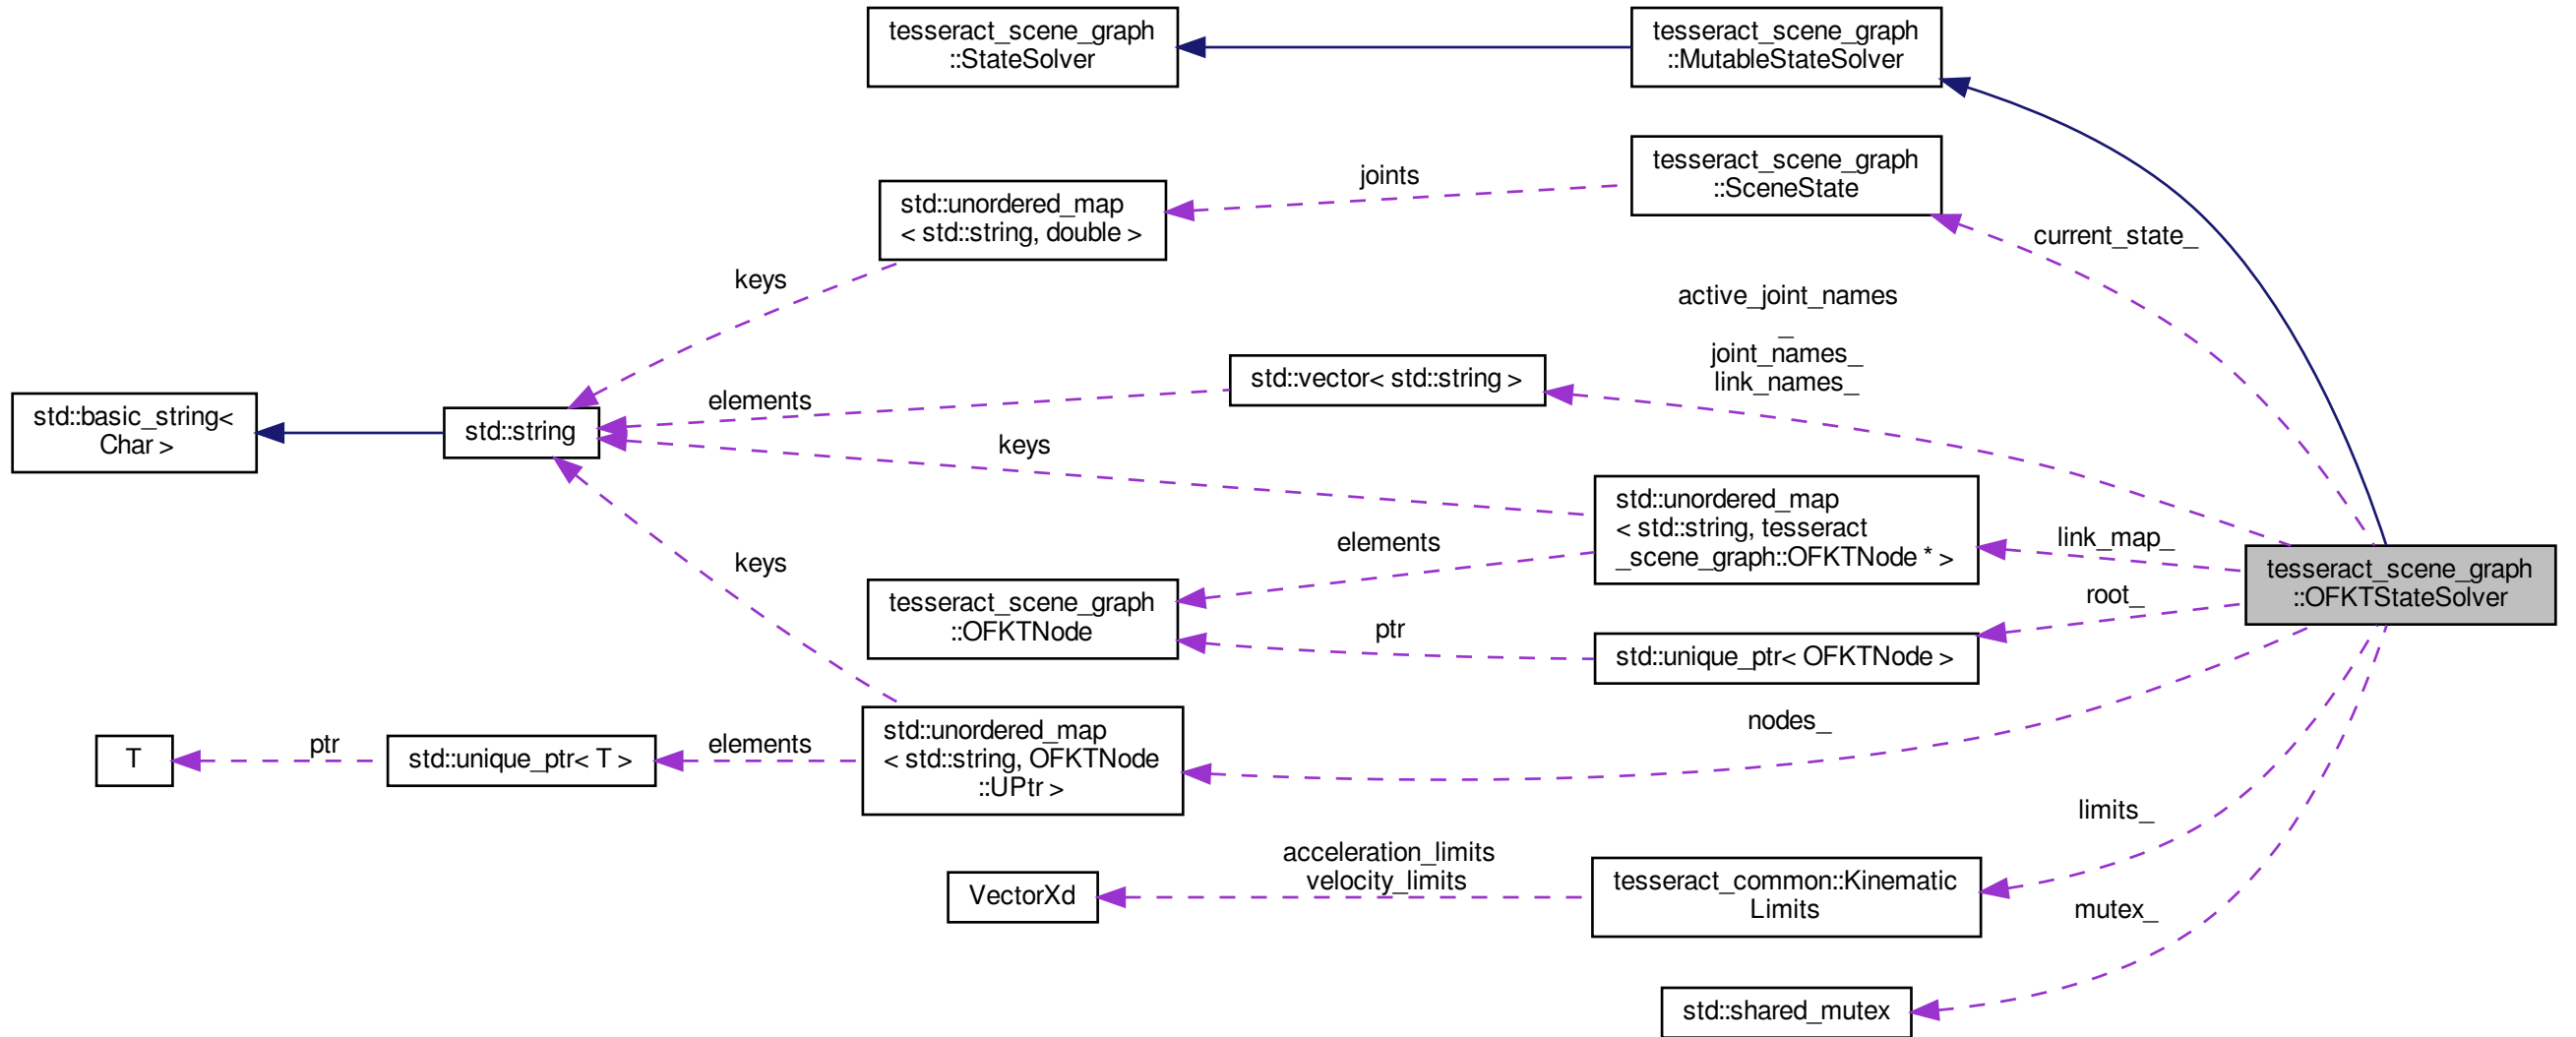 tesseract_scene_graph
::StateSolver
tesseract_scene_graph
::MutableStateSolver
tesseract_scene_graph
::SceneState
joints
std::unordered_map
< std::string, double >
current_state_
keys
active_joint_names
_
joint_names_
link_names_
std::vector< std::string >
elements
std::basic_string<
Char >
std::string
keys
std::unordered_map
< std::string, tesseract
_scene_graph::OFKTNode * >
link_map_
elements
keys
tesseract_scene_graph
::OFKTStateSolver
tesseract_scene_graph
::OFKTNode
root_
ptr
std::unique_ptr< OFKTNode >
nodes_
std::unordered_map
< std::string, OFKTNode
::UPtr >
elements
std::unique_ptr< T >
ptr
T
limits_
acceleration_limits
velocity_limits
VectorXd
tesseract_common::Kinematic
Limits
mutex_
std::shared_mutex